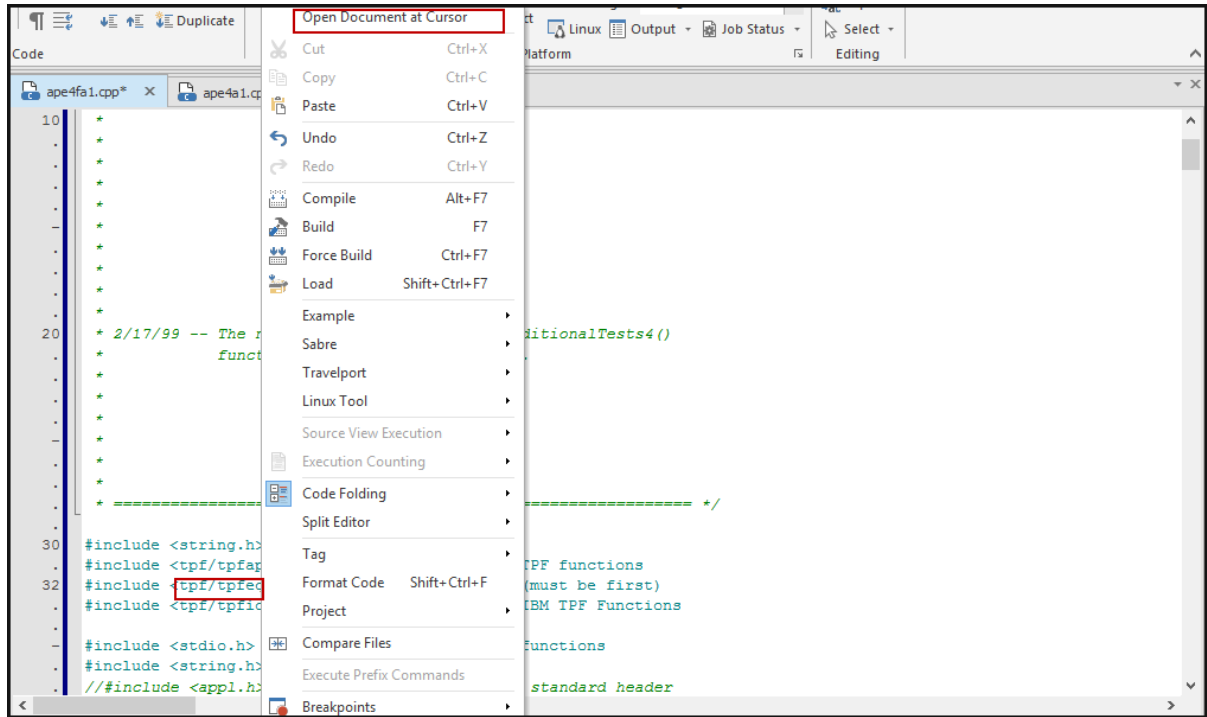 Duplicate
Code
Linux Output Job Status
Platform
Select
Editing
ape4fa1.cpp* ape4a1.cp
Open Document at Cursor
Cut Ctrl+X
Copy Ctrl+C
Paste Ctrl+V
Undo Ctrl+Z
Redo Ctrl+Y
Compile Alt+F7
Build F7
Force Build Ctrl+F7
Load Shift+Ctrl+F7
Example
Sabre
Travelport
Linux Tool
Source View Execution
Execution Counting
Code Folding
Split Editor
Tag
Format Code Shift+Ctrl+F
Project
Compare Files
Execute Prefix Commands
Breakpoints
10 *
. *
. *
. *
. *
- *
. *
. *
. *
. *
20 * 2/17/99 -- The r ditionalTests4()
. * funct .
. *
. *
. *
- *
. *
. *
. * ================== ===================== */
.
30 #include <string.h>
. #include <tpf/tpfap TPF functions
32 #include <tpf/tpfeq (must be first)
. #include <tpf/tpfio IBM TPF Functions
.
- #include <stdio.h> functions
. #include <string.h>
. //#include <appl.h> standard header